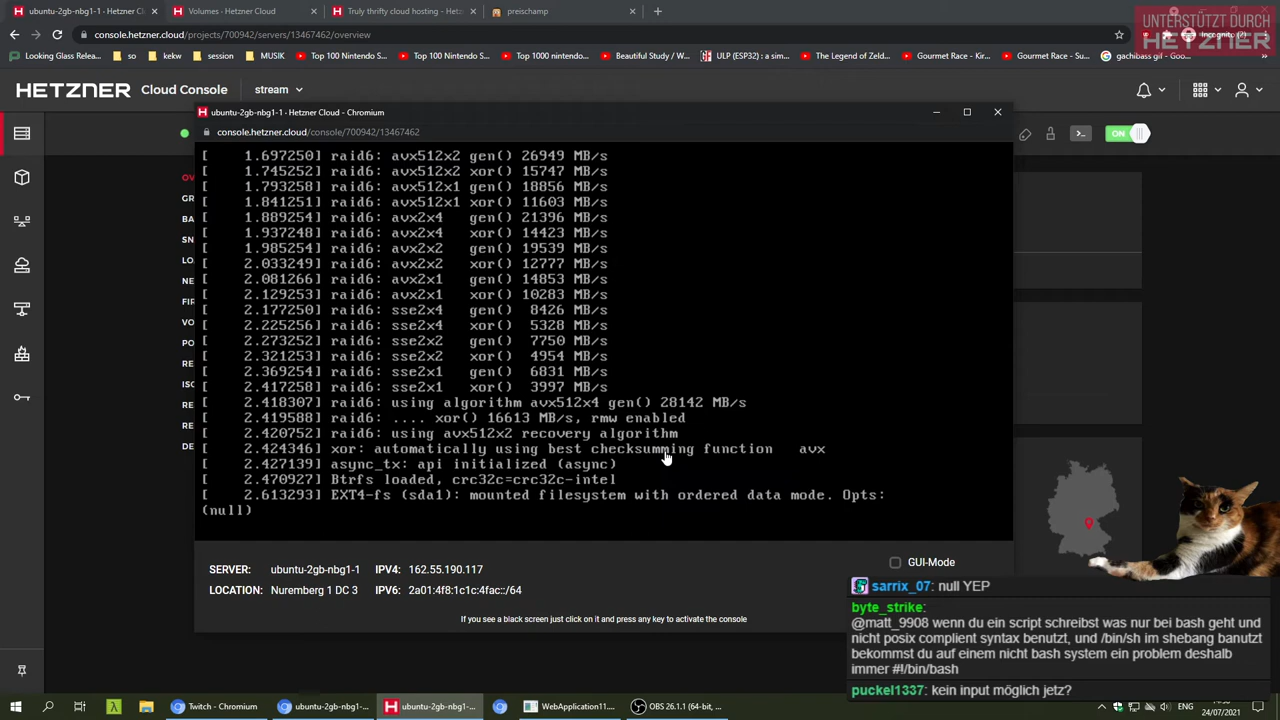 ubuntu-2gb-nbg1-1 - Hetzner Cl
Volumes - Hetzner Cloud
Truly thrifty cloud hosting - Hetz
preischamp
console.hetzner.cloud/projects/700942/servers/13467462/overview
Incognito (2)
UNTERSTÜTZT DURCH
HETZNER
Looking Glass Relea...
so
kekw
session
MUSIK
Top 100 Nintendo S...
Top 100 Nintendo S...
Top 1000 nintendo...
Beautiful Study / W...
ULP (ESP32) : a sim...
The Legend of Zeld...
Gourmet Race - Kir...
Gourmet Race - Su...
gachibass gif - Goo...
HETZNER Cloud Console
stream
ubuntu-2gb-nbg1-1 - Hetzner Cloud - Chromium
console.hetzner.cloud/console/700942/13467462
ON
OV
GR
BA
SN
LO
NE
FIR
VO
PO
RE
RE
ISO
RE
DE
[ 1.697250] raid6: avx512x2 gen() 26949 MB/s
[ 1.745252] raid6: avx512x2 xor() 15747 MB/s
[ 1.793258] raid6: avx512x1 gen() 18856 MB/s
[ 1.841251] raid6: avx512x1 xor() 11603 MB/s
[ 1.889254] raid6: avx2x4 gen() 21396 MB/s
[ 1.937248] raid6: avx2x4 xor() 14423 MB/s
[ 1.985254] raid6: avx2x2 gen() 19539 MB/s
[ 2.033249] raid6: avx2x2 xor() 12777 MB/s
[ 2.081266] raid6: avx2x1 gen() 14853 MB/s
[ 2.129253] raid6: avx2x1 xor() 10283 MB/s
[ 2.177250] raid6: sse2x4 gen() 8426 MB/s
[ 2.225256] raid6: sse2x4 xor() 5328 MB/s
[ 2.273252] raid6: sse2x2 gen() 7750 MB/s
[ 2.321253] raid6: sse2x2 xor() 4954 MB/s
[ 2.369254] raid6: sse2x1 gen() 6831 MB/s
[ 2.417258] raid6: sse2x1 xor() 3997 MB/s
[ 2.418307] raid6: using algorithm avx512x4 gen() 28142 MB/s
[ 2.419588] raid6: .... xor() 16613 MB/s, rmw enabled
[ 2.420752] raid6: using avx512x2 recovery algorithm
[ 2.424346] xor: automatically using best checksumming function avx
[ 2.427139] async_tx: api initialized (async)
[ 2.470927] Btrfs loaded, crc32c=crc32c-intel
[ 2.613293] EXT4-fs (sda1): mounted filesystem with ordered data mode. Opts:
(null)
SERVER: ubuntu-2gb-nbg1-1 IPV4: 162.55.190.117
LOCATION: Nuremberg 1 DC 3 IPV6: 2a01:4f8:1c1c:4fac::/64
GUI-Mode
If you see a black screen just click on it and press any key to activate the console
sarrix_07: null YEP
byte_strike:
@matt_9908 wenn du ein script schreibst was nur bei bash geht und
nicht posix complient syntax benutzt, und /bin/sh im shebang banutzt
bekommst du auf einem nicht bash system ein problem deshalb
immer #!/bin/bash
puckel1337: kein input möglich jetz?
Twitch - Chromium
ubuntu-2gb-nbg1-...
ubuntu-2gb-nbg1-...
WebApplication11...
OBS 26.1.1 (64-bit, ...
24/07/2021